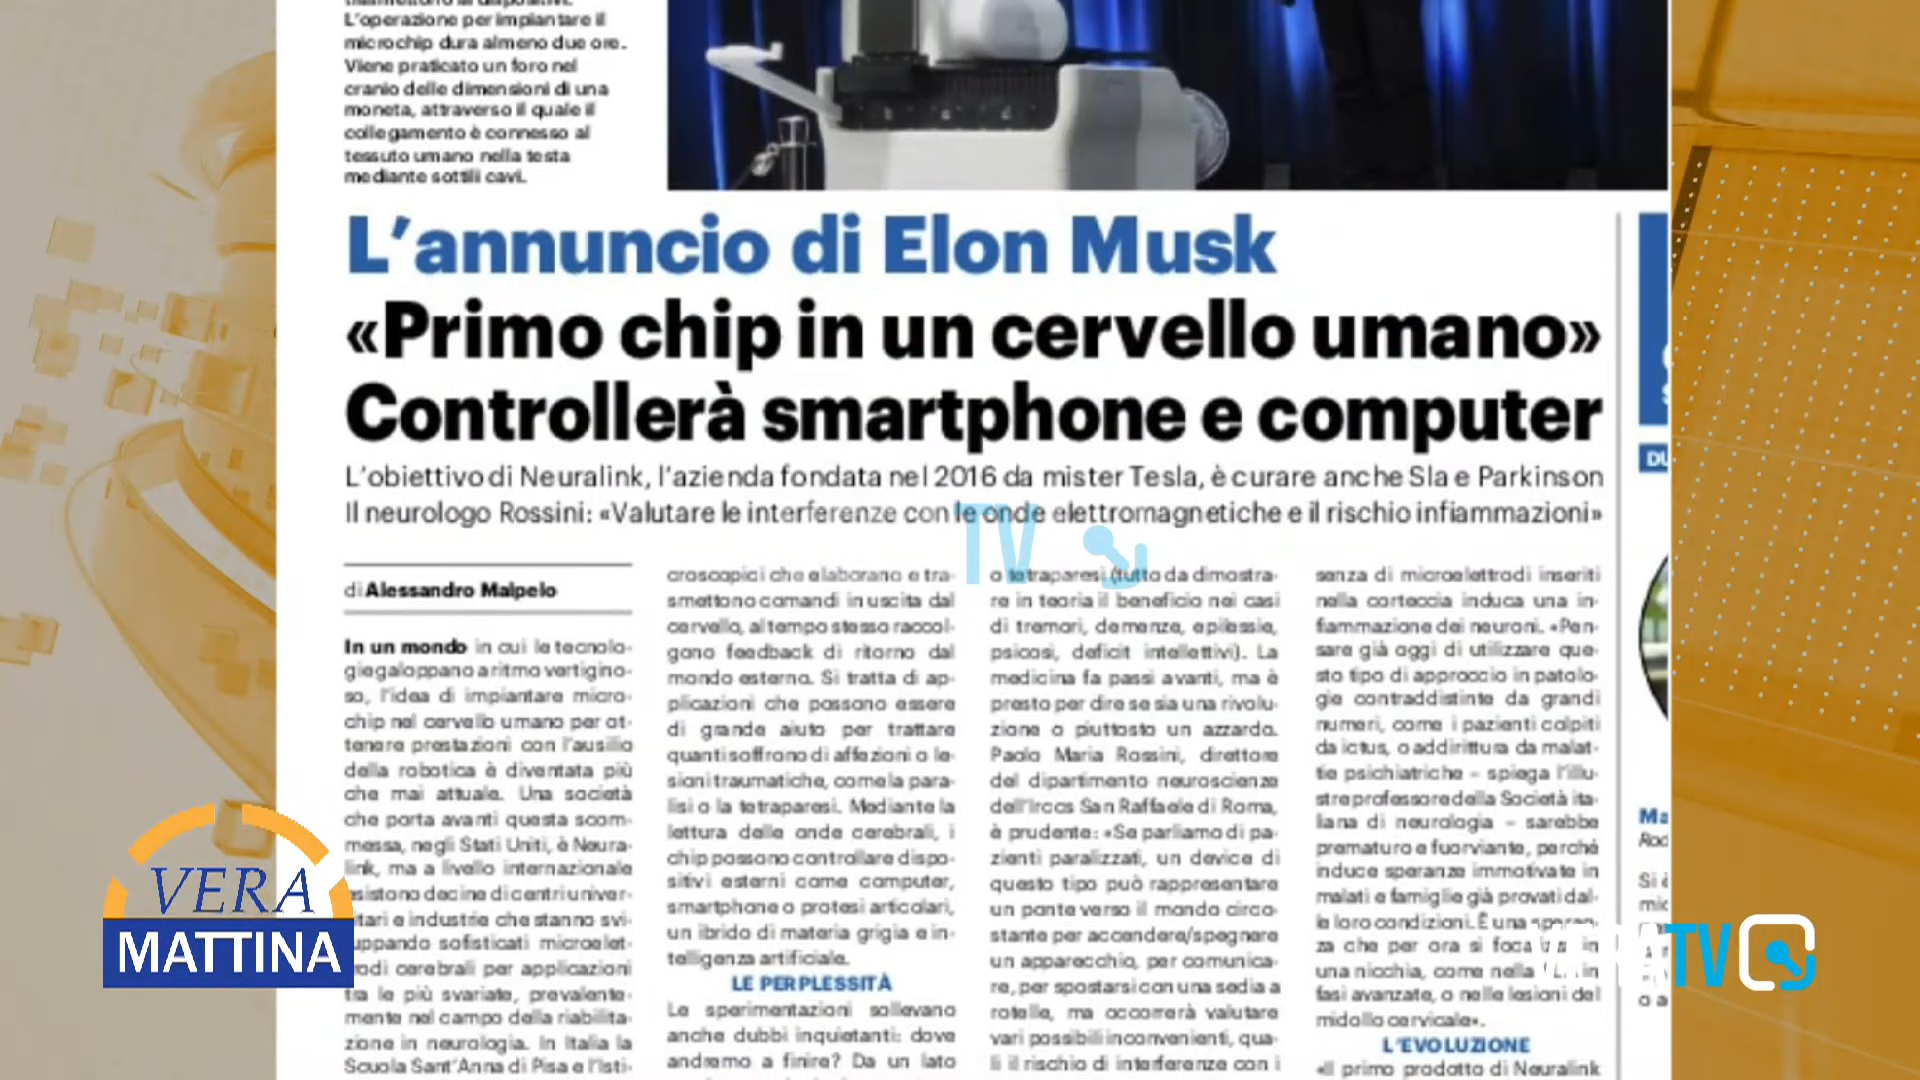 L'operazione per impiantare il
microchip dura almeno due ore.
Viene praticato un foro nel
cranio delle dimensioni di una
moneta, attraverso il quale il
collegamento è connesso al
tessuto umano nella testa
mediante sottili cavi.
L'annuncio di Elon Musk
«Primo chip in un cervello umano»
Controllerà smartphone e computer
L'obiettivo di Neuralink, l'azienda fondata nel 2016 da mister Tesla, è curare anche Sla e Parkinson
Il neurologo Rossini: «Valutare le interferenze con le onde elettromagnetiche e il rischio infiammazioni»
di Alessandro Malpelo
In un mondo in cui le tecnolo-
gie galoppano a ritmo vertigino-
so, l'idea di impiantare micro-
chip nel cervello umano per ot-
tenere prestazioni con l'ausilio
della robotica è diventata più
che mai attuale. Una società
che porta avanti questa scom-
messa, negli Stati Uniti, è Neura-
link, ma a livello internazionale
esistono decine di centri univer-
sitari e industrie che stanno svi-
luppando sofisticati microelet-
trodi cerebrali per applicazioni
tra le più svariate, prevalente-
mente nel campo della riabilita-
zione in neurologia. In Italia la
Scuola Sant'Anna di Pisa e l'Isti-
croscopici che elaborano e tra-
smettono comandi in uscita dal
cervello, al tempo stesso raccol-
gono feedback di ritorno dal
mondo esterno. Si tratta di ap-
plicazioni che possono essere
di grande aiuto per trattare
quanti soffrono di affezioni o le-
sioni traumatiche, come la para-
lisi o la tetraparesi. Mediante la
lettura delle onde cerebrali, i
chip possono controllare dispo-
sitivi esterni come computer,
smartphone o protesi articolari,
un ibrido di materia grigia e in-
telligenza artificiale.
LE PERPLESSITÀ
Le sperimentazioni sollevano
anche dubbi inquietanti: dove
andremo a finire? Da un lato
o tetraparesi (tutto da dimostra-
re in teoria il beneficio nei casi
di tremori, demenze, epilessie,
psicosi, deficit intellettivi). La
medicina fa passi avanti, ma è
presto per dire se sia una rivolu-
zione o piuttosto un azzardo.
Paolo Maria Rossini, direttore
del dipartimento neuroscienze
dell'Irccs San Raffaele di Roma,
è prudente: «Se parliamo di pa-
zienti paralizzati, un device di
questo tipo può rappresentare
un ponte verso il mondo circo-
stante per accendere/spegnere
un apparecchio, per comunica-
re, per spostarsi con una sedia a
rotelle, ma occorrerà valutare
vari possibili inconvenienti, qua-
li il rischio di interferenze con i
senza di microelettrodi inseriti
nella corteccia induca una in-
fiammazione dei neuroni. «Pen-
sare già oggi di utilizzare que-
sto tipo di approccio in patolo-
gie contraddistinte da grandi
numeri, come i pazienti colpiti
da ictus, o addirittura da malat-
tie psichiatriche – spiega l'illu-
stre professore della Società ita-
liana di neurologia – sarebbe
prematuro e fuorviante, perché
induce speranze immotivate in
malati e famiglie già provati dal-
le loro condizioni. È una speran-
za che per ora si focalizza in
una nicchia, come nella in
fasi avanzate, o nelle lesioni del
midollo cervicale».
L'EVOLUZIONE
«Il primo prodotto di Neuralink
DU
Ma
Roc
Si è
mic
o a
TV
VERA
MATTINA
VERATV